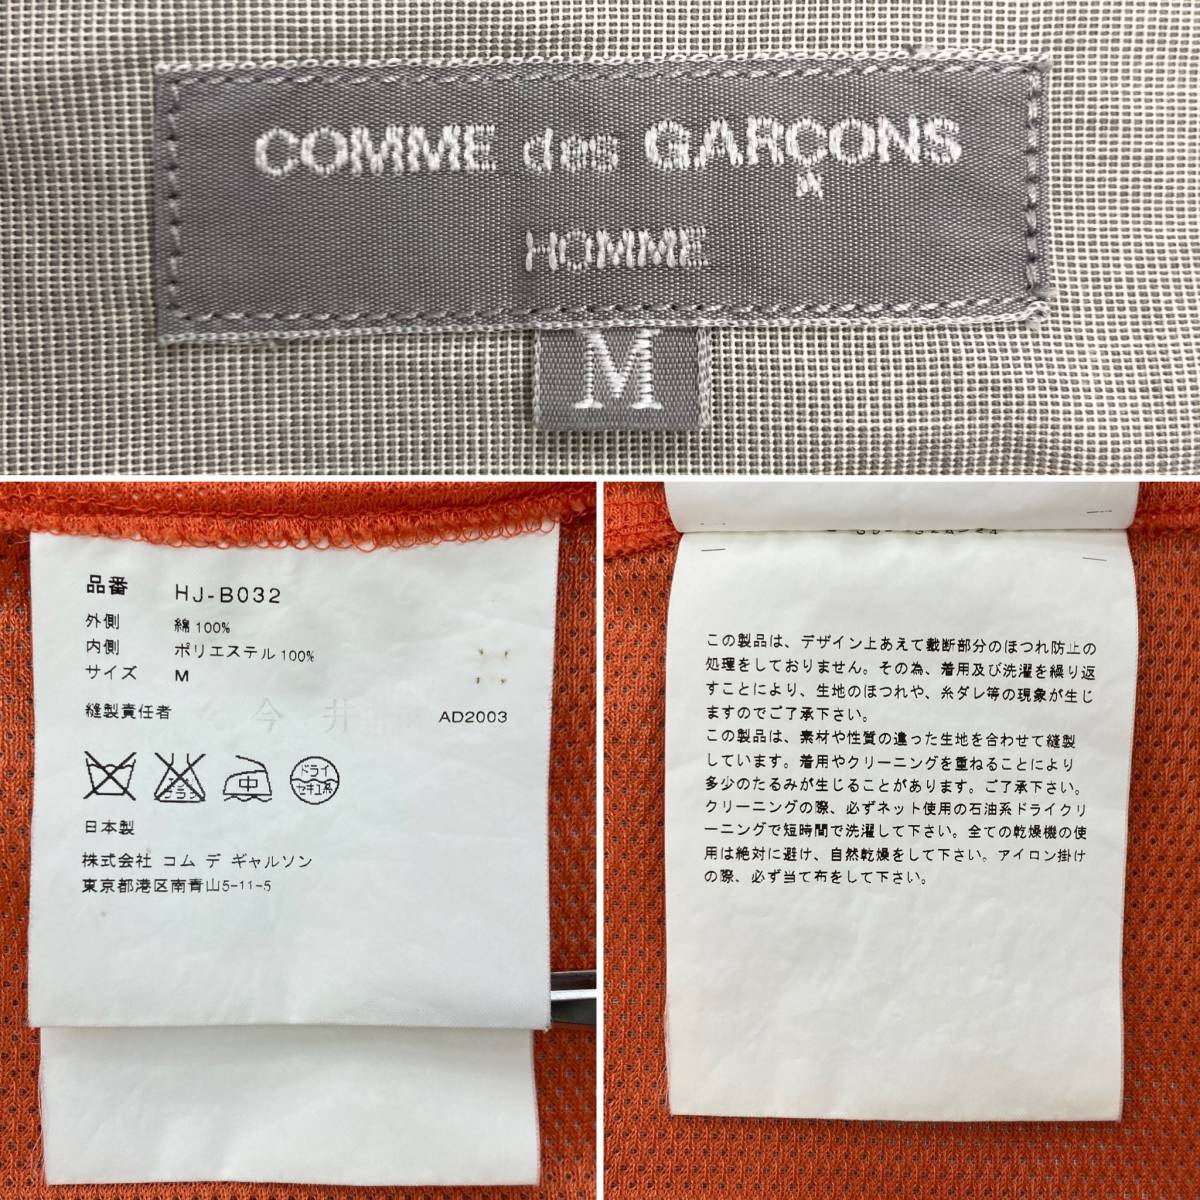 COMME des GARÇONS
HOMME
M
品番 HJ-B032
外側 綿100%
内側 ポリエステル100%
サイズ M
縫製責任者 今井
AD2003
中
ドライ
セキユ系
日本製
株式会社 コム デ ギャルソン
東京都港区南青山5-11-5
この製品は、デザイン上あえて裁断部分のほつれ防止の
処理をしておりません。その為、着用及び洗濯を繰り返
すことにより、生地のほつれや、糸ダレ等の現象が生じ
ますのでご了承下さい。
この製品は、素材や性質の違った生地を合わせて縫製
しています。着用やクリーニングを重ねることにより
多少のたるみが生じることがあります。ご了承下さい。
クリーニングの際、必ずネット使用の石油系ドライクリ
ーニングで短時間で洗濯して下さい。全ての乾燥機の使
用は絶対に避け、自然乾燥をして下さい。アイロン掛け
の際、必ず当て布をして下さい。